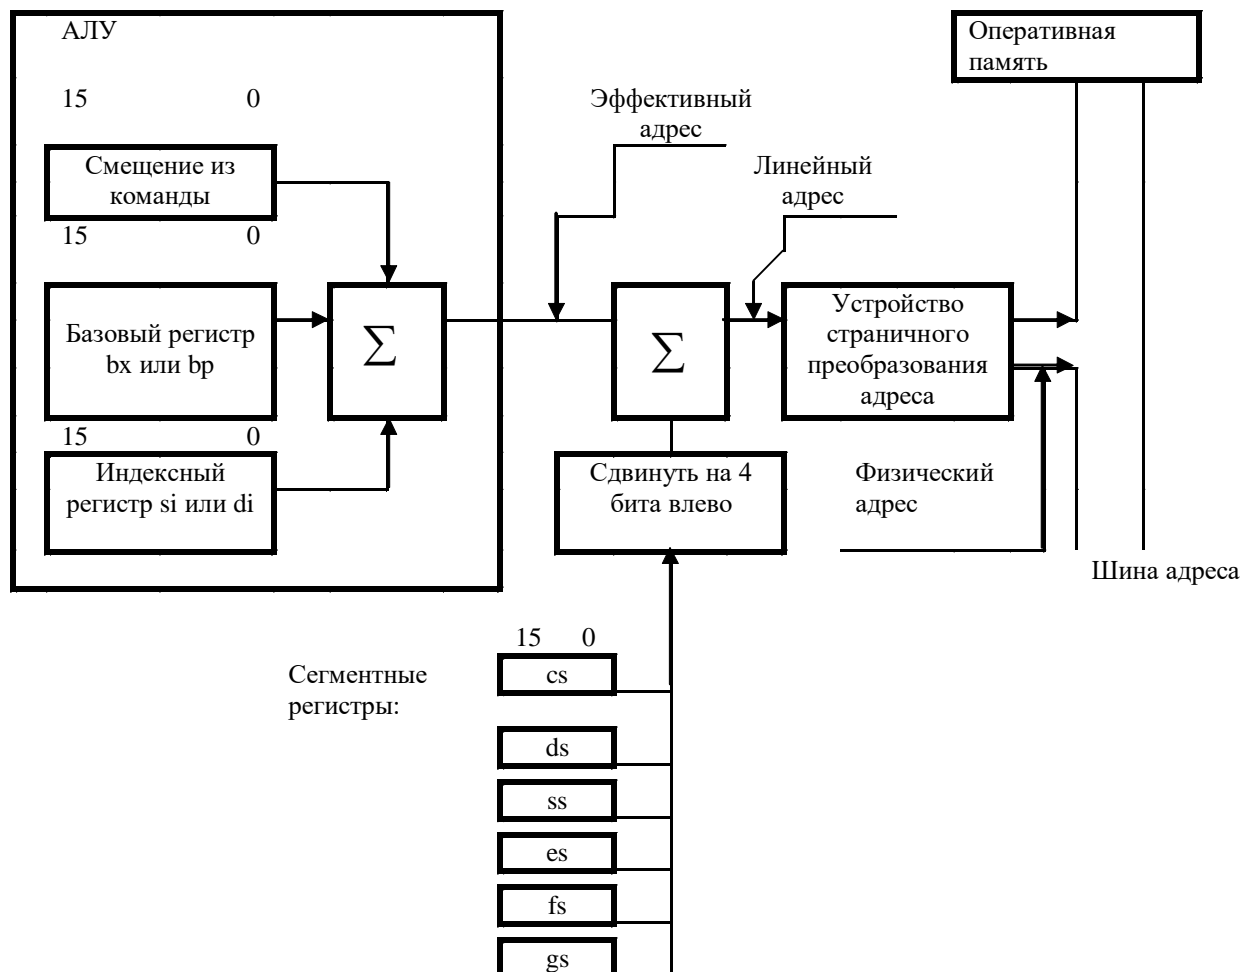 АЛУ
Оперативная
память
15 0
Эффективный
адрес
Смещение из
команды
Линейный
адрес
15 0
Базовый регистр
bx или bp
∑
∑
Устройство
страничного
преобразования
адреса
15 0
Индексный
регистр si или di
Сдвинуть на 4
бита влево
Физический
адрес
Шина адреса
15 0
Сегментные
регистры:
cs
ds
ss
es
fs
gs